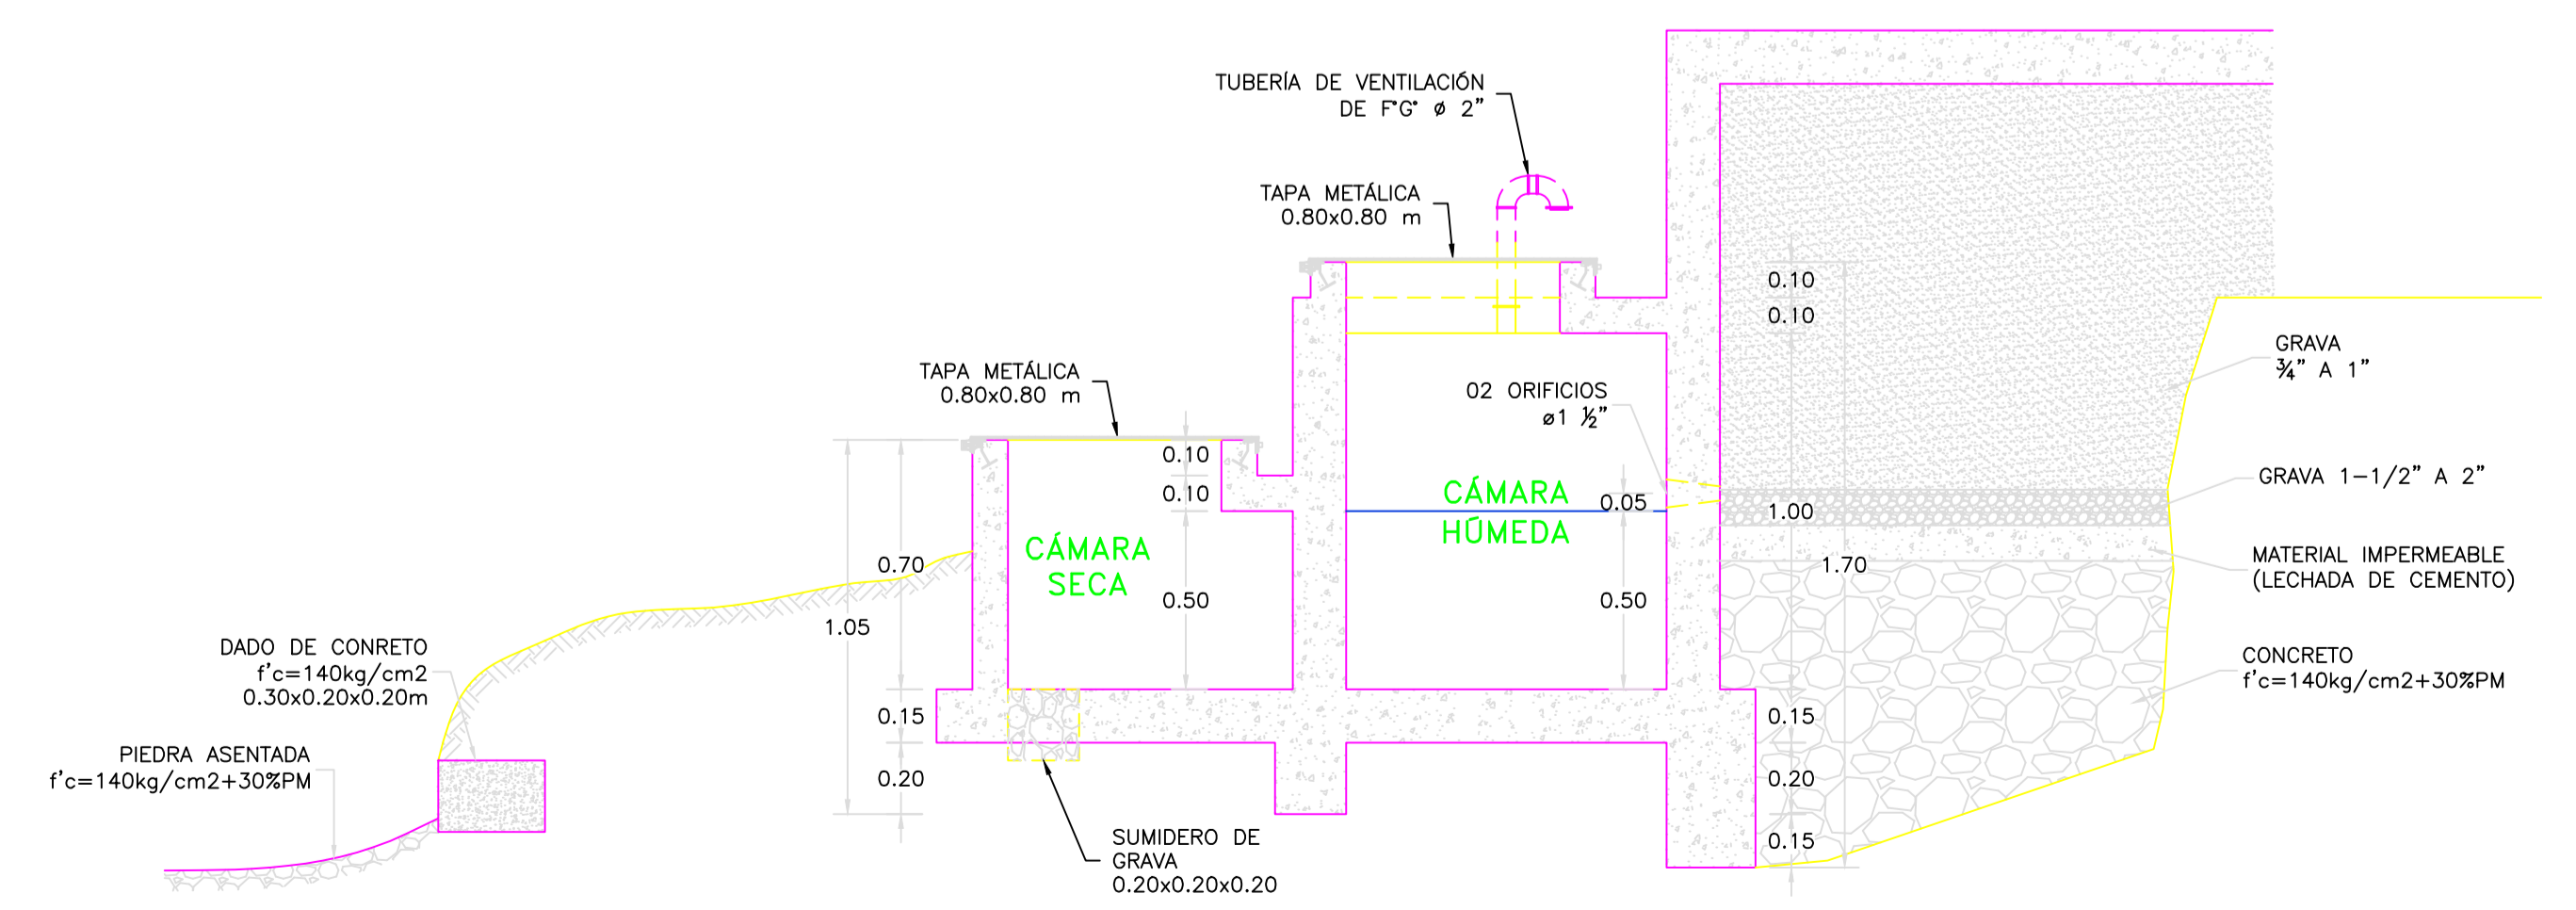 TUBERÍA DE VENTILACIÓN
DE F°G° ø 2"
TAPA METÁLICA
0.80x0.80 m
TAPA METÁLICA
0.80x0.80 m
02 ORIFICIOS
ø1 ½"
CÁMARA
HÚMEDA
0.05
0.50
CÁMARA
SECA
0.10
0.10
0.50
0.70
1.05
0.15
0.20
0.10
0.10
1.00
1.70
0.15
0.20
0.15
GRAVA
¾" A 1"
GRAVA 1-1/2" A 2"
MATERIAL IMPERMEABLE
(LECHADA DE CEMENTO)
CONCRETO
f'c=140kg/cm2+30%PM
DADO DE CONRETO
f'c=140kg/cm2
0.30x0.20x0.20m
PIEDRA ASENTADA
f'c=140kg/cm2+30%PM
SUMIDERO DE
GRAVA
0.20x0.20x0.20